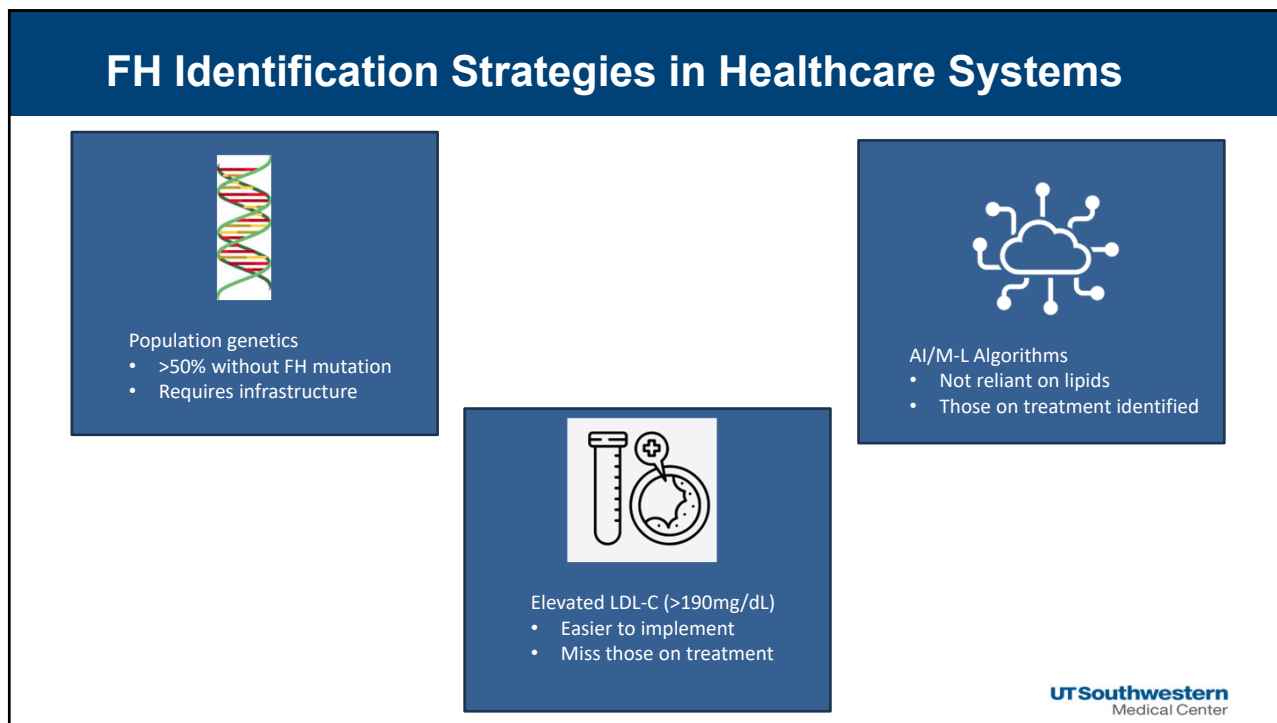 FH Identification Strategies in Healthcare Systems
Population genetics
• >50% without FH mutation
• Requires infrastructure
AI/M-L Algorithms
• Not reliant on lipids
• Those on treatment identified
Elevated LDL-C (>190mg/dL)
• Easier to implement
• Miss those on treatment
UTSouthwestern
Medical Center